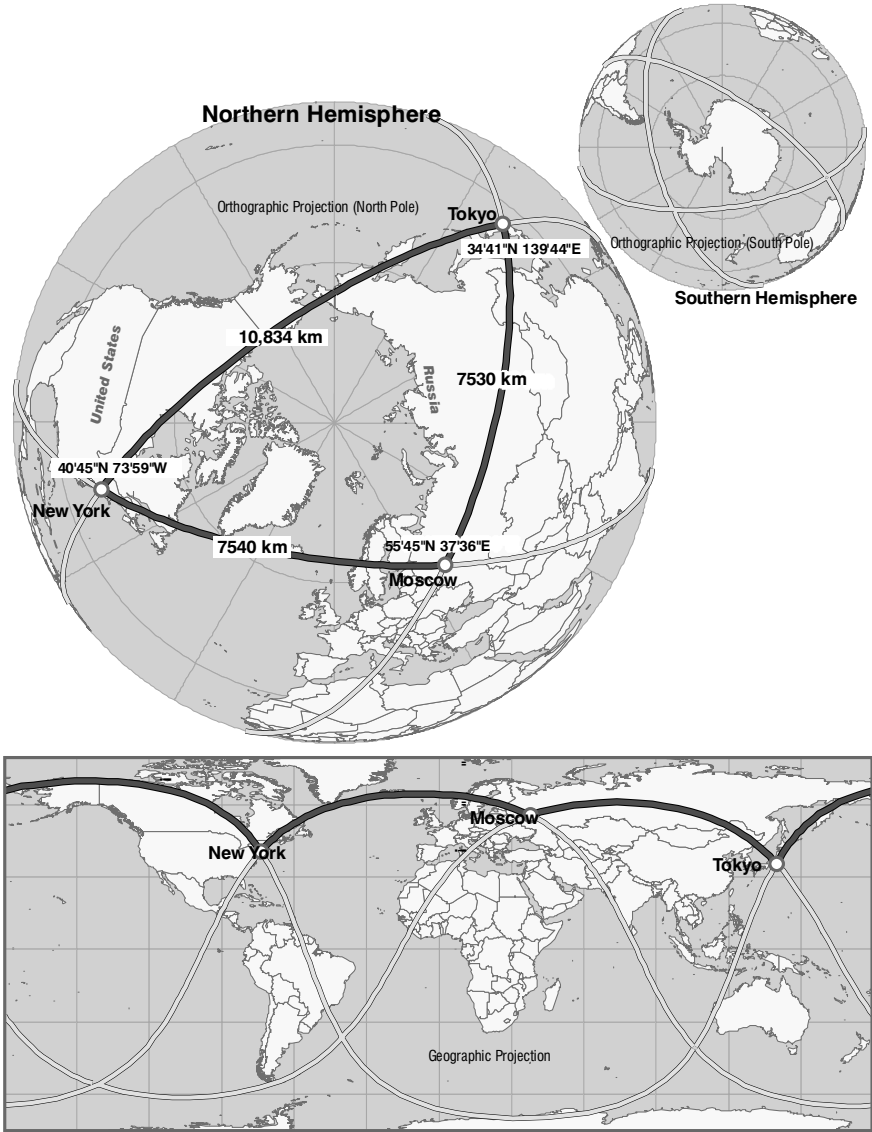 Northern Hemisphere
Orthographic Projection (North Pole)
Tokyo
34'41"N 139'44"E
Orthographic Projection (South Pole)
Southern Hemisphere
10,834 km
United States
Russia
7530 km
40'45"N 73'59"W
New York
7540 km
55'45"N 37'36"E
Moscow
Moscow
New York
Tokyo
Geographic Projection